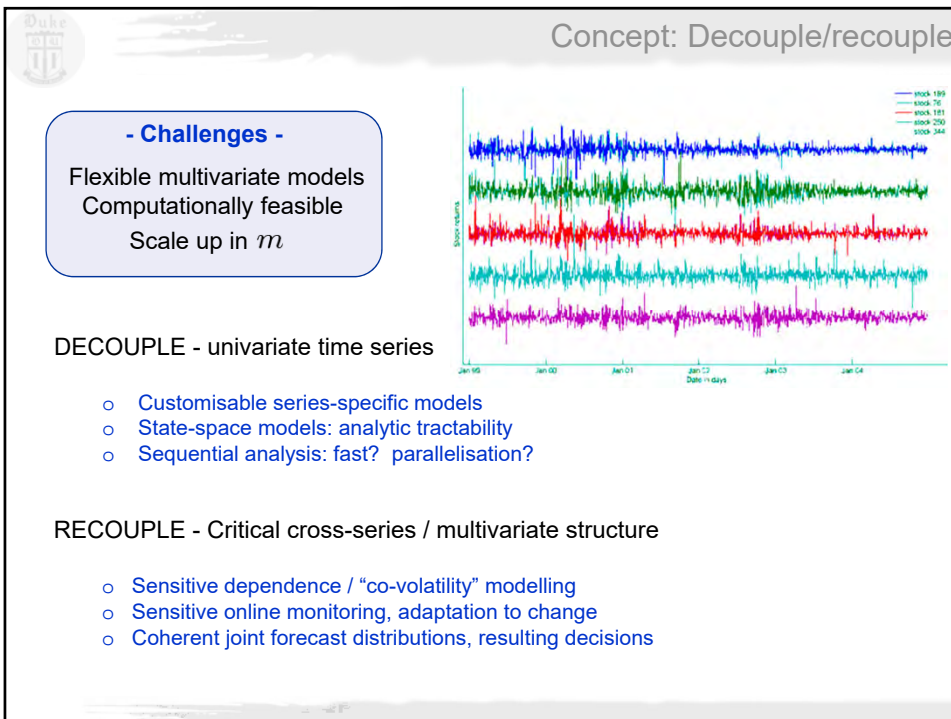 Duke
Concept: Decouple/recouple
- Challenges -
Flexible multivariate models
Computationally feasible
Scale up in m
stock 189
stock 76
stock 181
stock 250
stock 344
Stock returns
Jan 00
Jan 01
Jan 02
Jan 03
Jan 04
Date in days
DECOUPLE - univariate time series
o Customisable series-specific models
o State-space models: analytic tractability
o Sequential analysis: fast? parallelisation?
RECOUPLE - Critical cross-series / multivariate structure
o Sensitive dependence / “co-volatility” modelling
o Sensitive online monitoring, adaptation to change
o Coherent joint forecast distributions, resulting decisions